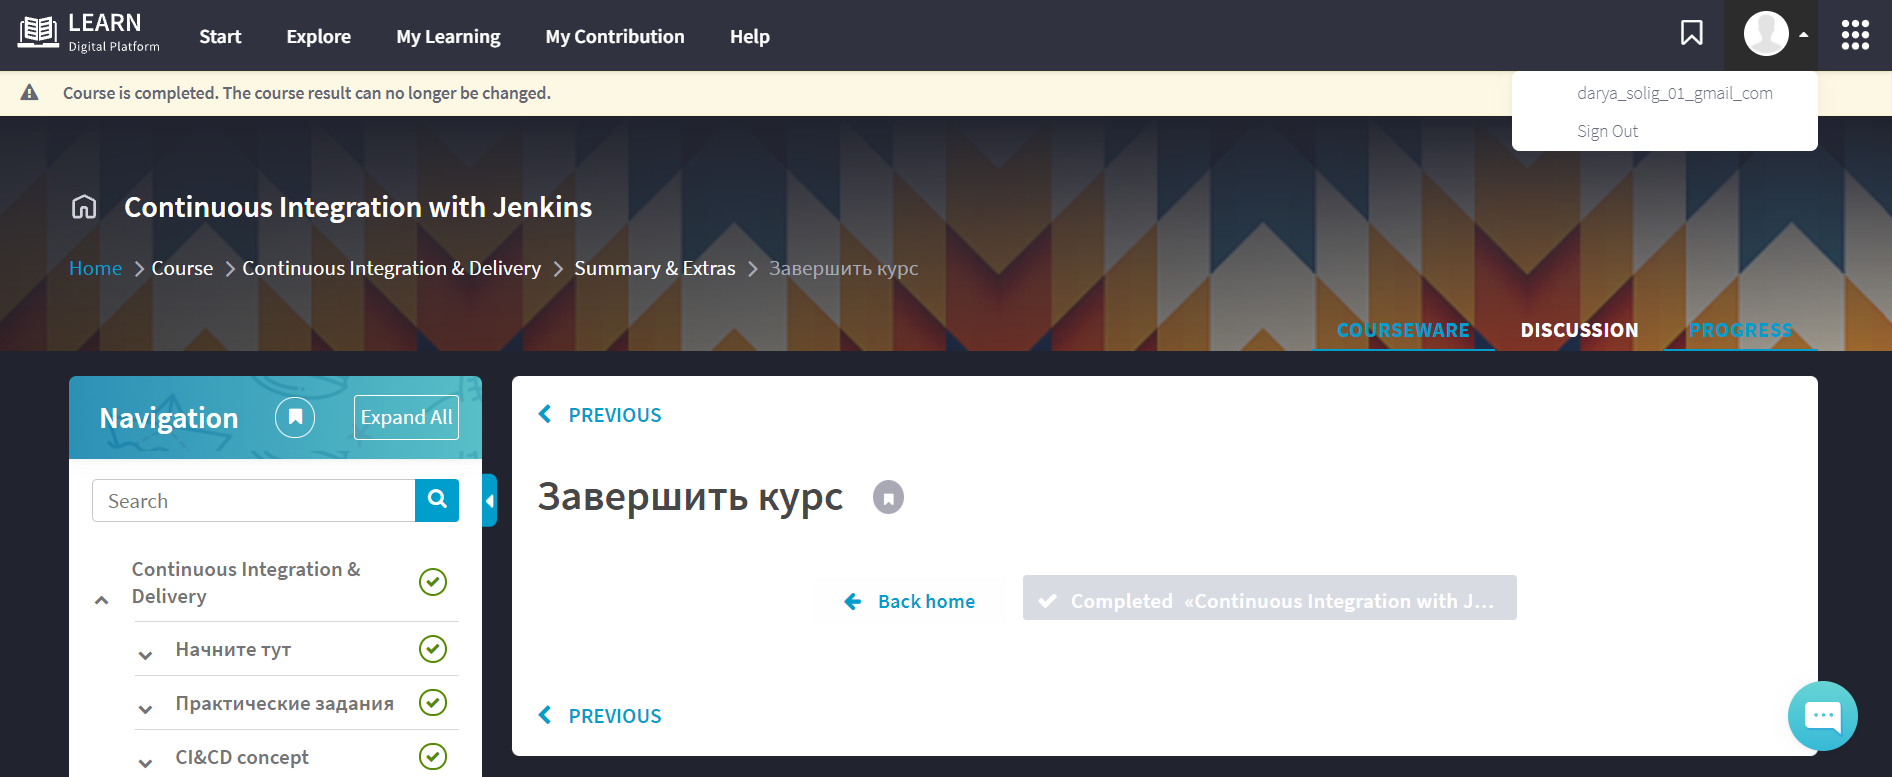 LEARN
Digital Platform
Start Explore My Learning My Contribution Help
Course is completed. The course result can no longer be changed.
darya_solig_01_gmail_com
Sign Out
Continuous Integration with Jenkins
Home > Course > Continuous Integration & Delivery > Summary & Extras > Завершить курс
COURSEWARE DISCUSSION PROGRESS
Navigation
Expand All
Search
Continuous Integration &
Delivery
Начните тут
Практические задания
CI&CD concept
PREVIOUS
Завершить курс
Back home
Completed «Continuous Integration with J...
PREVIOUS